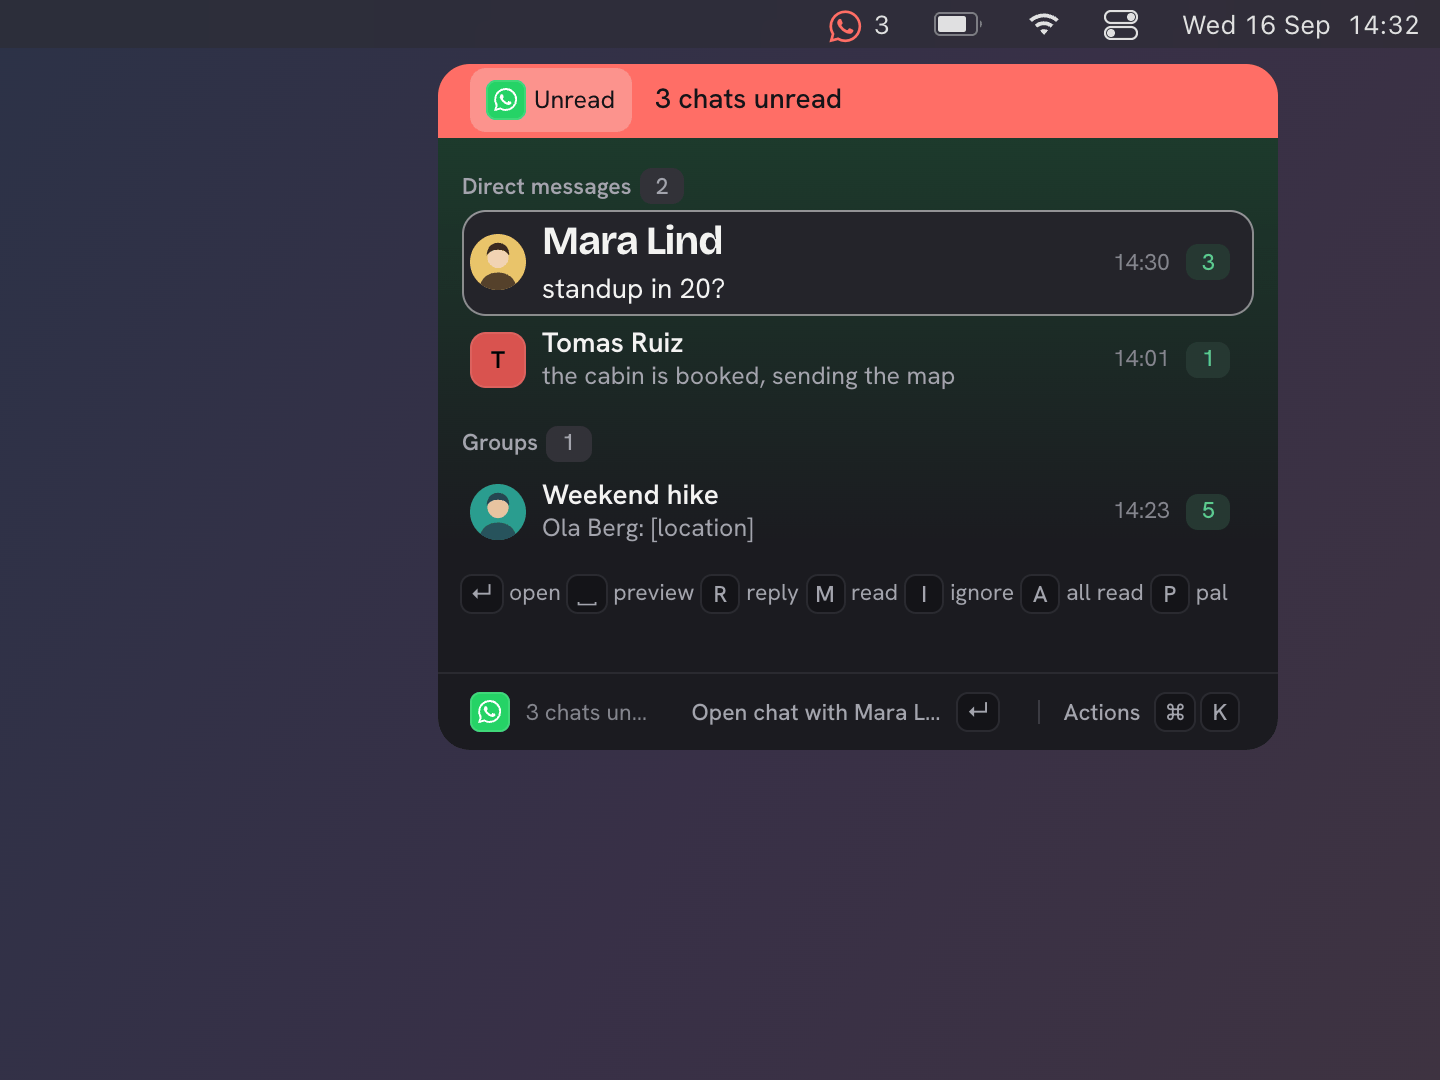 3 Wed 16 Sep 14:32
Unread 3 chats unread
Direct messages 2
Mara Lind
standup in 20?
14:30 3
T
Tomas Ruiz
the cabin is booked, sending the map
14:01 1
Groups 1
Weekend hike
Ola Berg: [location]
14:23 5
open preview R reply M read I ignore A all read P pal
3 chats un... Open chat with Mara L... Actions ⌘ K